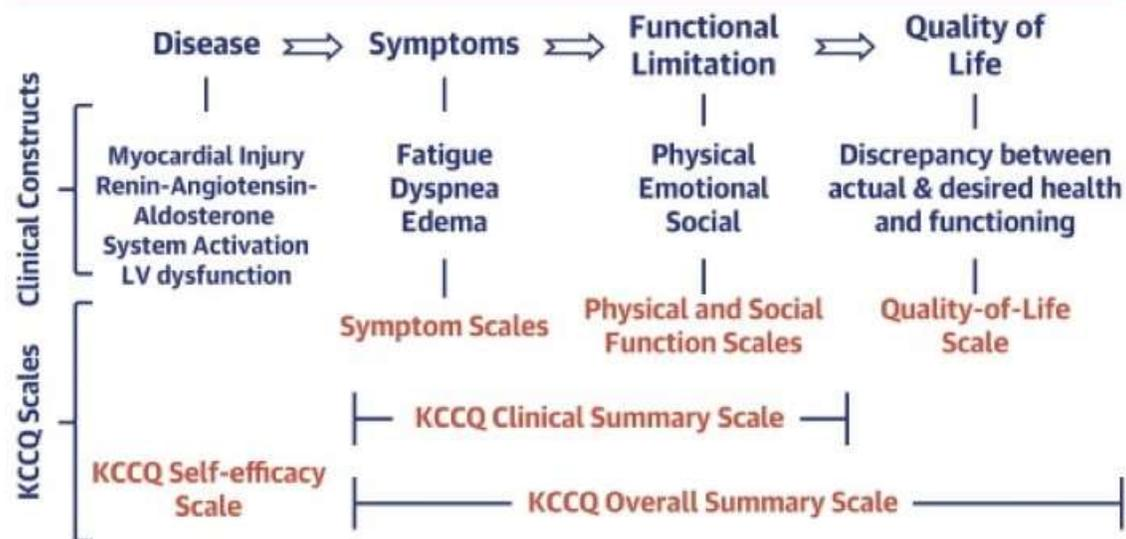 Disease
Symptoms
Functional
Limitation
Quality of
Life
Clinical Constructs
Myocardial Injury
Renin-Angiotensin-
Aldosterone
System Activation
LV dysfunction
Fatigue
Dyspnea
Edema
Physical
Emotional
Social
Discrepancy between
actual & desired health
and functioning
KCCQ Scales
Symptom Scales
Physical and Social
Function Scales
Quality-of-Life
Scale
KCCQ Clinical Summary Scale
KCCQ Self-efficacy
Scale
KCCQ Overall Summary Scale